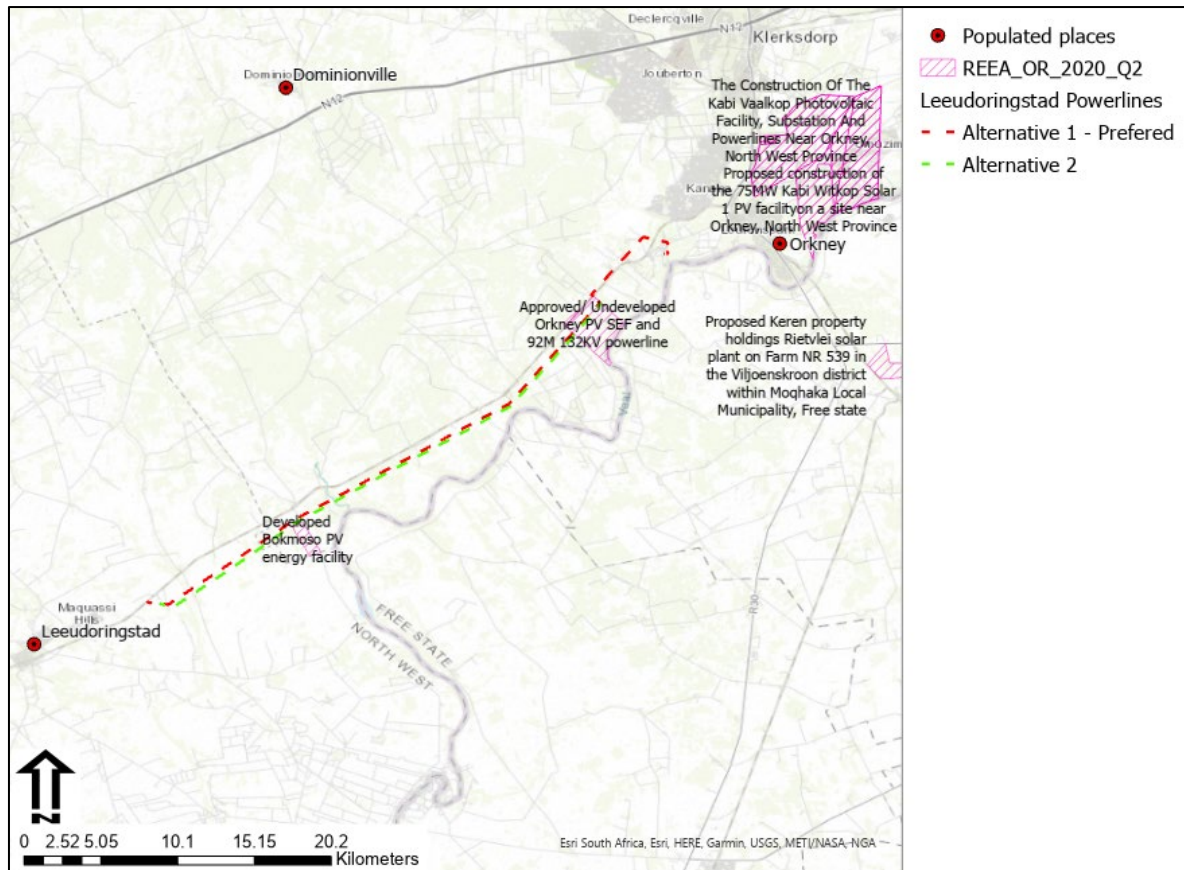 Declercqville
N12
Klerksdorp
Jouberton
Dominionville
N12
The Construction Of The
Kabi Vaalkop Photovoltaic
Facility, Substation And
Powerlines Near Orkney,
North West Province
Proposed construction of
the 75MW Kabi Witkop Solar
1 PV facilityon a site near
Orkney, North West Province
Orkney
Approved/ Undeveloped
Orkney PV SEF and
92M 132KV powerline
Proposed Keren property
holdings Rietvlei solar
plant on Farm NR 539 in
the Viljoenskroon district
within Moqhaka Local
Municipality, Free state
Vaal
Developed
Bokmoso PV
energy facility
Maquassi
Hills
Leeudoringstad
FREE STATE
NORTH WEST
R30
N
0 2.52 5.05 10.1 15.15 20.2
Kilometers
Esri South Africa, Esri, HERE, Garmin, USGS, METI/NASA, NGA
Populated places
REEA_OR_2020_Q2
Leeudoringstad Powerlines
Alternative 1 - Prefered
Alternative 2